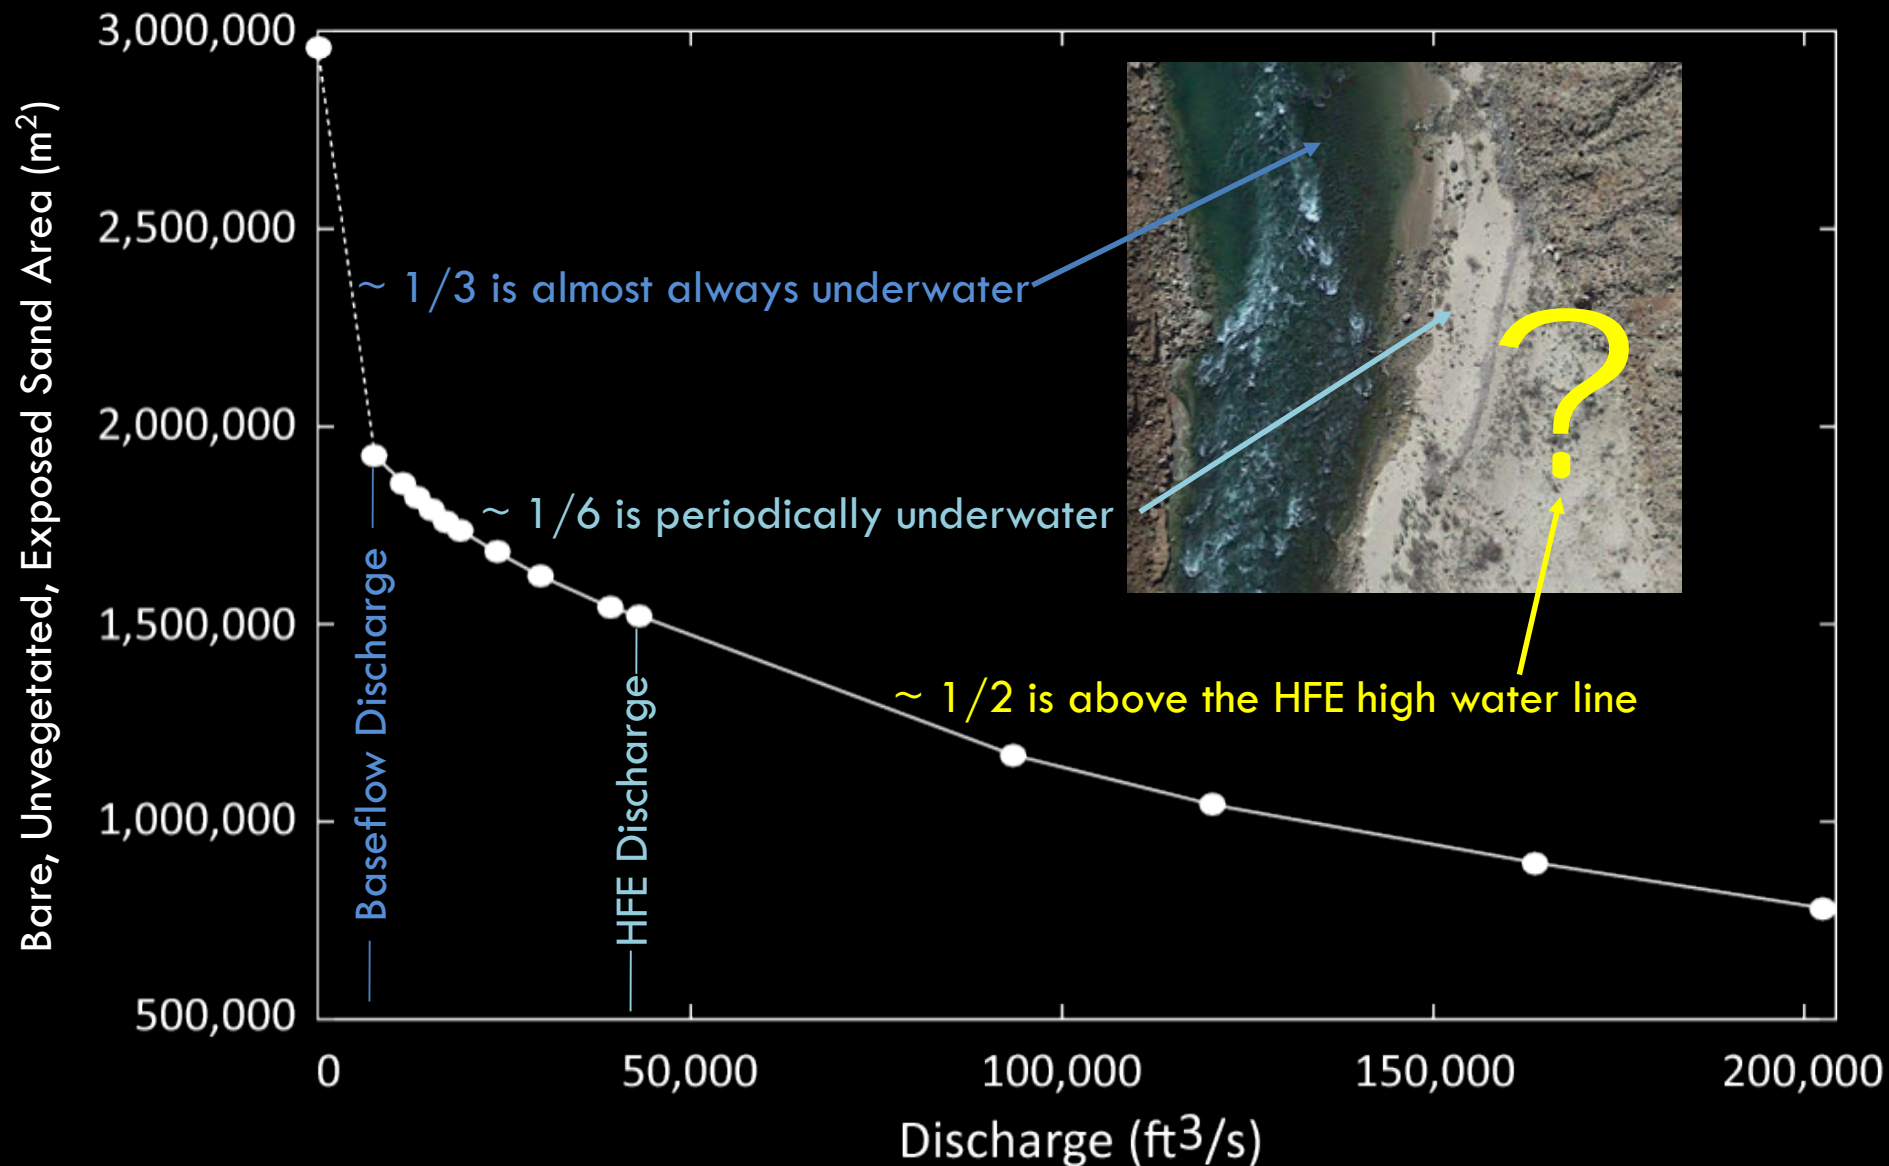 Bare, Unvegetated, Exposed Sand Area (m²)
3,000,000
2,500,000
2,000,000
1,500,000
1,000,000
500,000
~ 1/3 is almost always underwater
~ 1/6 is periodically underwater
?
~ 1/2 is above the HFE high water line
Baseflow Discharge
HFE Discharge
0
50,000
100,000
150,000
200,000
Discharge (ft3/s)